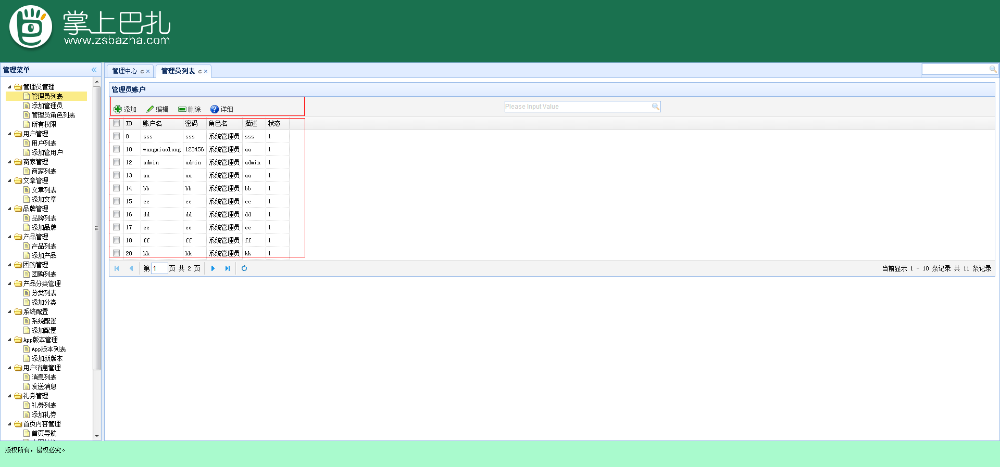 掌上巴扎
www.zsbazha.com
管理菜单
管理员管理
管理员列表
添加管理员
管理员角色列表
所有权限
用户管理
用户列表
添加管用户
商家管理
商家列表
文章管理
文章列表
添加文章
品牌管理
品牌列表
添加品牌
产品管理
产品列表
添加产品
团购管理
团购列表
产品分类管理
分类列表
添加分类
系统配置
系统配置
添加配置
App版本管理
App版本列表
添加新版本
用户消息管理
消息列表
发送消息
礼券管理
礼券列表
添加礼券
首页内容管理
首页导航
管理中心 管理员列表
管理员账户
添加 编辑 删除 详细 Please Input Value
ID 账户名 密码 角色名 描述 状态
8 sss sss 系统管理员 sss 1
10 wangxiaolong 123456 系统管理员 aa 1
12 admin admin 系统管理员 admin 1
13 aa aa 系统管理员 aa 1
14 bb bb 系统管理员 bb 1
15 cc cc 系统管理员 cc 1
16 dd dd 系统管理员 dd 1
17 ee ee 系统管理员 ee 1
18 ff ff 系统管理员 ff 1
20 kk kk 系统管理员 kk 1
第 1 页 共 2 页 当前显示 1 - 10 条记录 共 11 条记录
版权所有，侵权必究。